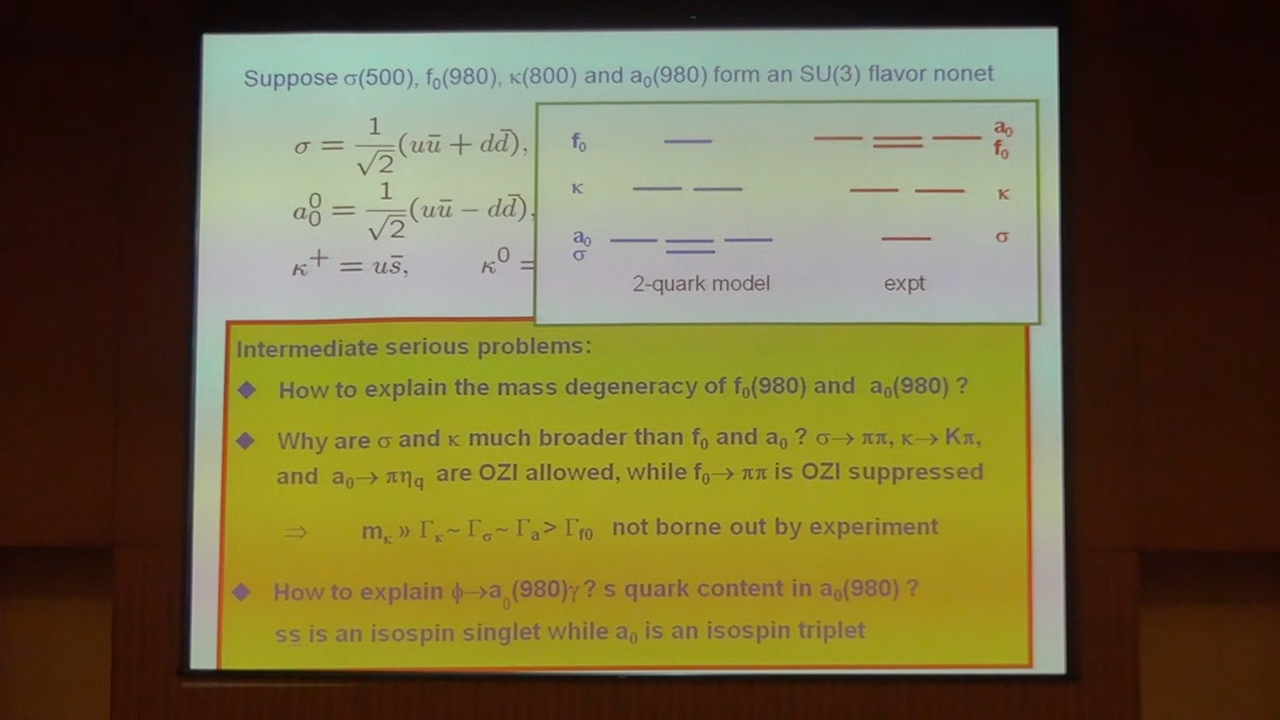 Suppose σ(500), f₀(980), κ(800) and a₀(980) form an SU(3) flavor nonet
σ = 1/√2 (uū + dd̄),
a₀⁰ = 1/√2 (uū − dd̄),
κ⁺ = us̄, κ⁰ =
f₀ a₀
f₀
κ κ
a₀ σ
σ
2-quark model expt
Intermediate serious problems:
◆ How to explain the mass degeneracy of f₀(980) and a₀(980) ?
◆ Why are σ and κ much broader than f₀ and a₀ ? σ→ ππ, κ→ Kπ,
and a₀→ πηq are OZI allowed, while f₀→ ππ is OZI suppressed
⇒ mκ » Γκ~ Γσ~ Γa> Γf0 not borne out by experiment
◆ How to explain ϕ→a₀(980)γ ? s quark content in a₀(980) ?
ss̲ is an isospin singlet while a₀ is an isospin triplet